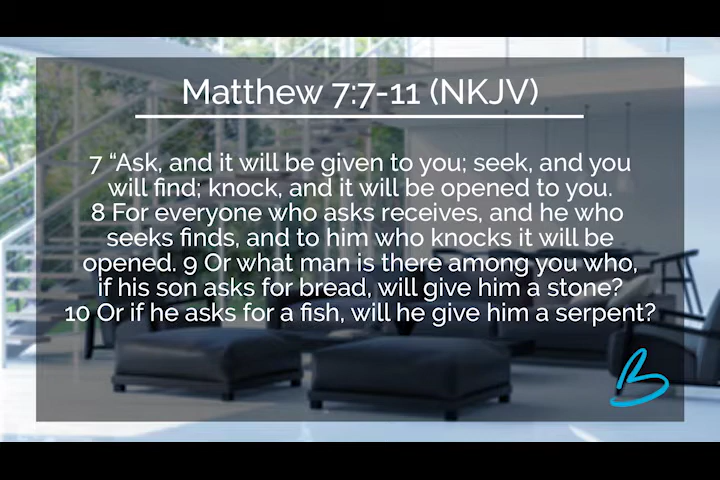 Matthew 7:7-11 (NKJV)
7 “Ask, and it will be given to you; seek, and you
will find; knock, and it will be opened to you.
8 For everyone who asks receives, and he who
seeks finds, and to him who knocks it will be
opened. 9 Or what man is there among you who,
if his son asks for bread, will give him a stone?
10 Or if he asks for a fish, will he give him a serpent?
B